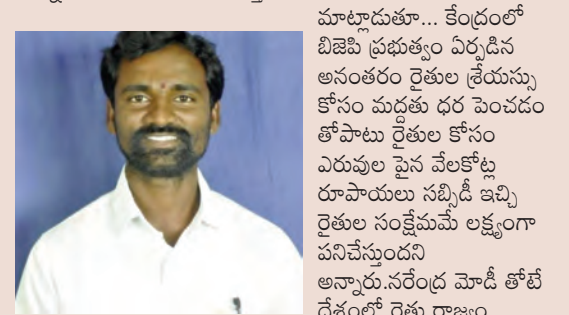 మాట్లాడుతూ... కేంద్రంలో
బిజెపి ప్రభుత్వం ఏర్పడిన
అనంతరం రైతుల శ్రేయస్సు
కోసం మద్దతు ధర పెంచడం
తోపాటు రైతుల కోసం
ఎరువుల పైన వేలకోట్ల
రూపాయలు సబ్సిడీ ఇచ్చి
రైతుల సంక్షేమమే లక్ష్యంగా
పనిచేస్తుందని
అన్నారు.నరేంద్ర మోడీ తోటే
దేశంలో రైతు రాజ్యం